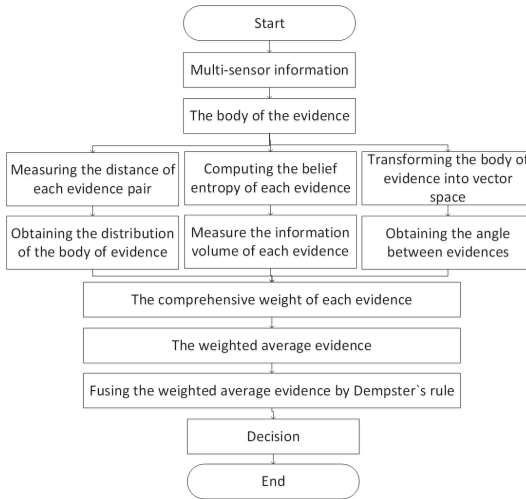 Start
Multi-sensor information
The body of the evidence
Measuring the distance of
each evidence pair
Computing the belief
entropy of each evidence
Transforming the body of
evidence into vector
space
Obtaining the distribution
of the body of evidence
Measure the information
volume of each evidence
Obtaining the angle
between evidences
The comprehensive weight of each evidence
The weighted average evidence
Fusing the weighted average evidence by Dempster`s rule
Decision
End